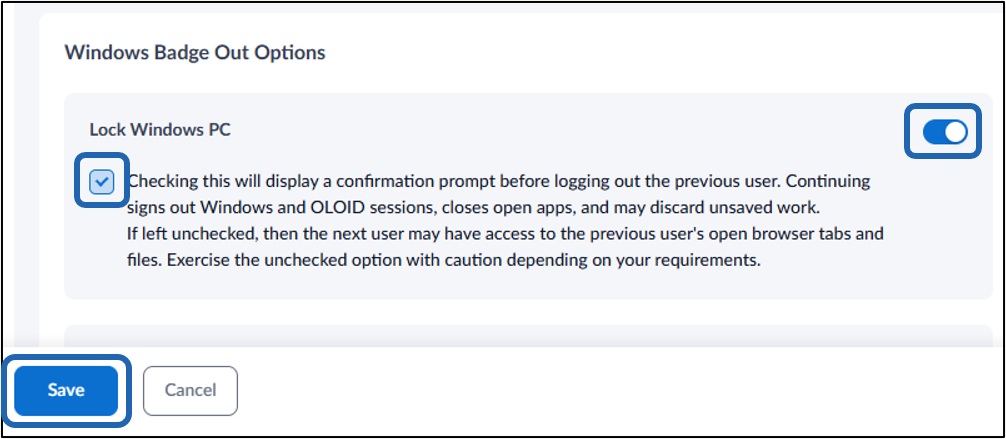 Windows Badge Out Options
Lock Windows PC
Checking this will display a confirmation prompt before logging out the previous user. Continuing
signs out Windows and OLOID sessions, closes open apps, and may discard unsaved work.
If left unchecked, then the next user may have access to the previous user's open browser tabs and
files. Exercise the unchecked option with caution depending on your requirements.
Save
Cancel